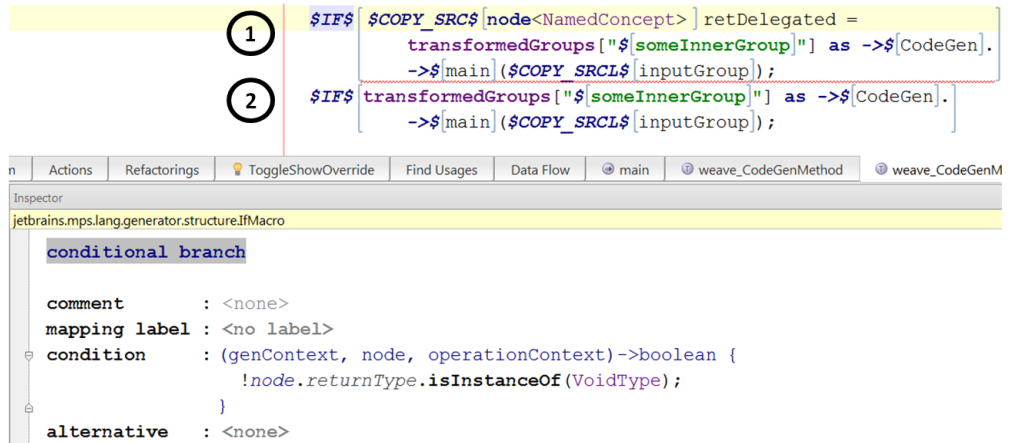 1
$IF$[ $COPY_SRC$[node<NamedConcept> ] retDelegated =
transformedGroups["$[someInnerGroup]"] as ->$[CodeGen].
->$[main]($COPY_SRCL$[inputGroup]);
2
$IF$[transformedGroups["$[someInnerGroup]"] as ->$[CodeGen].]
->$[main]($COPY_SRCL$[inputGroup]);
n Actions Refactorings ToggleShowOverride Find Usages Data Flow main weave_CodeGenMethod weave_CodeGenM
Inspector
jetbrains.mps.lang.generator.structure.IfMacro
conditional branch
comment : <none>
mapping label : <no label>
condition : (genContext, node, operationContext)->boolean {
!node.returnType.isInstanceOf(VoidType);
}
alternative : <none>